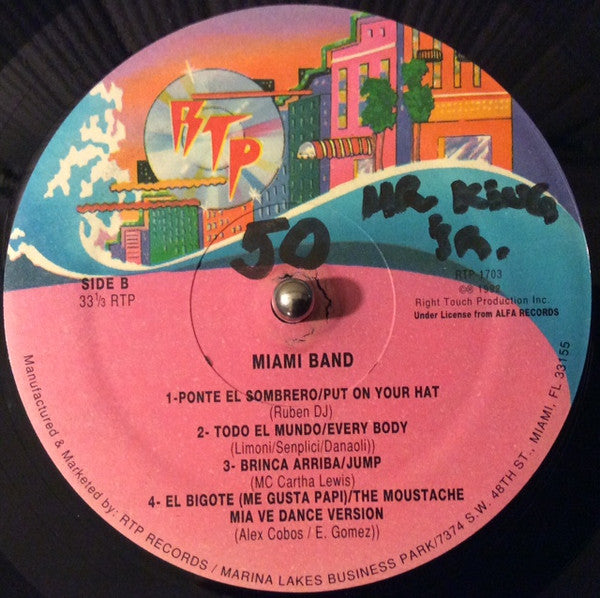 RTP
MR KING
JR.
50
SIDE B
33 ⅓ RTP
RTP-1703
©℗ 1992
Right Touch Production Inc.
Under License from ALFA RECORDS
MIAMI BAND
1-PONTE EL SOMBRERO/PUT ON YOUR HAT
(Ruben DJ)
2- TODO EL MUNDO/EVERY BODY
(Limoni/Senplici/Danaoli))
3- BRINCA ARRIBA/JUMP
(MC Cartha Lewis)
4- EL BIGOTE (ME GUSTA PAPI)/THE MOUSTACHE
MIA VE DANCE VERSION
(Alex Cobos / E. Gomez))
Manufactured & Marketed by: RTP RECORDS / MARINA LAKES BUSINESS PARK/7374 S.W. 48TH ST., MIAMI, FL 33155